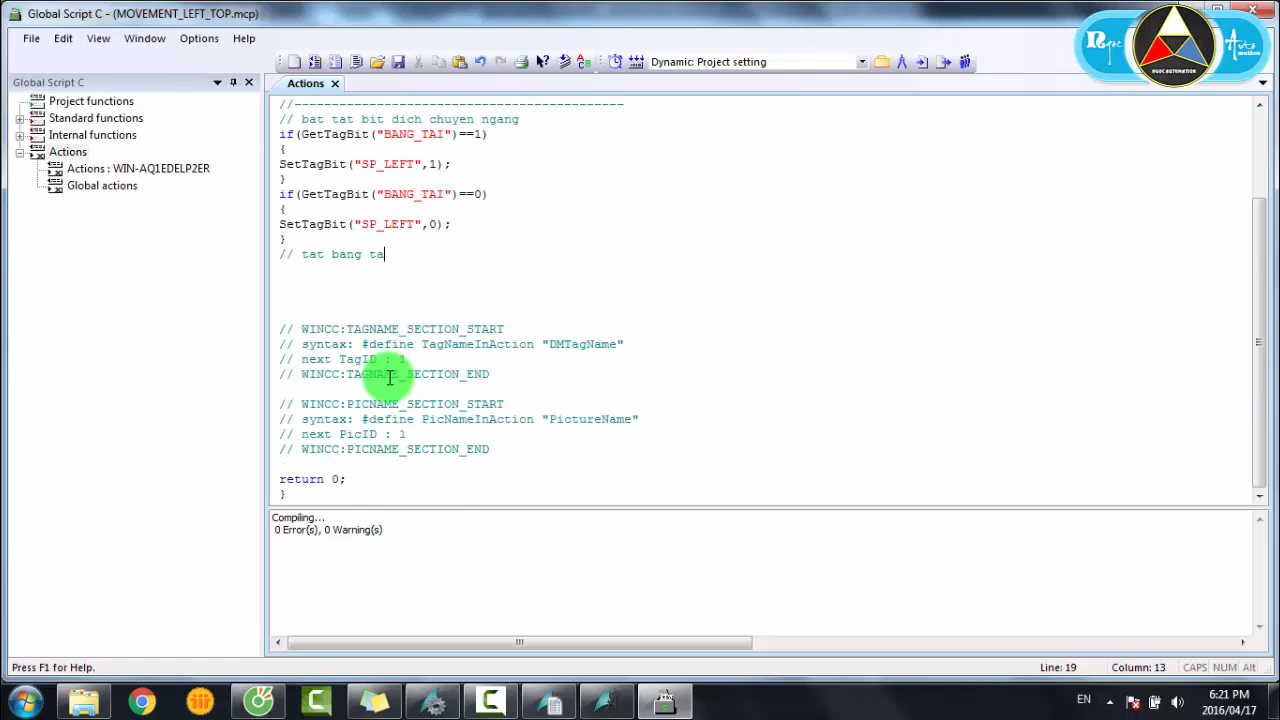 Global Script C - (MOVEMENT_LEFT_TOP.mcp)
File Edit View Window Options Help
Dynamic: Project setting
Ngoc Automation
NGOC AUTOMATION
Global Script C
Actions
Project functions
Standard functions
Internal functions
Actions
Actions : WIN-AQ1EDELP2ER
Global actions
//--------------------------------------------
// bat tat bit dich chuyen ngang
if(GetTagBit("BANG_TAI")==1)
{
SetTagBit("SP_LEFT",1);
}
if(GetTagBit("BANG_TAI")==0)
{
SetTagBit("SP_LEFT",0);
}
// tat bang ta
// WINCC:TAGNAME_SECTION_START
// syntax: #define TagNameInAction "DMTagName"
// next TagID : 1
// WINCC:TAGNAME_SECTION_END
// WINCC:PICNAME_SECTION_START
// syntax: #define PicNameInAction "PictureName"
// next PicID : 1
// WINCC:PICNAME_SECTION_END
return 0;
}
Compiling...
0 Error(s), 0 Warning(s)
Press F1 for Help.
Line: 19 Column: 13 CAPS NUM Alt
EN
6:21 PM
2016/04/17